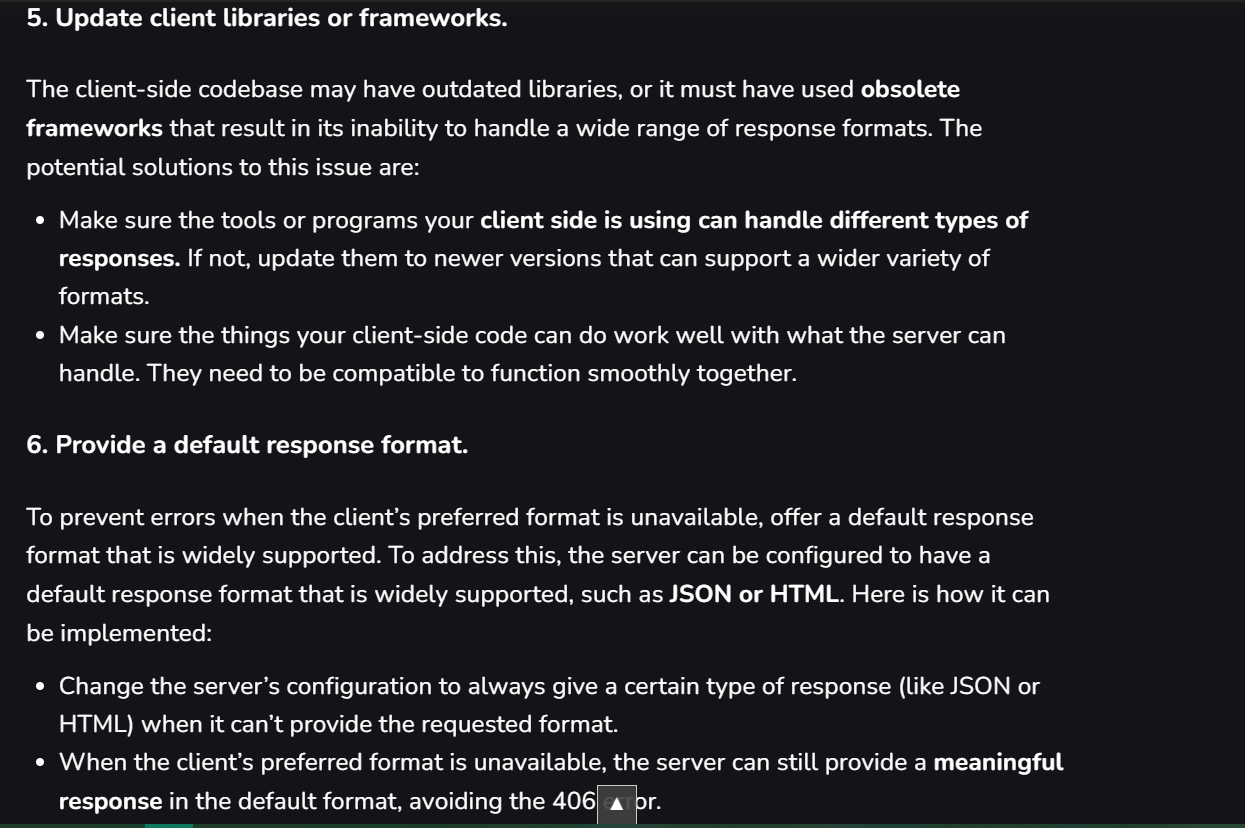 5. Update client libraries or frameworks.
The client-side codebase may have outdated libraries, or it must have used obsolete
frameworks that result in its inability to handle a wide range of response formats. The
potential solutions to this issue are:
• Make sure the tools or programs your client side is using can handle different types of
responses. If not, update them to newer versions that can support a wider variety of
formats.
• Make sure the things your client-side code can do work well with what the server can
handle. They need to be compatible to function smoothly together.
6. Provide a default response format.
To prevent errors when the client’s preferred format is unavailable, offer a default response
format that is widely supported. To address this, the server can be configured to have a
default response format that is widely supported, such as JSON or HTML. Here is how it can
be implemented:
• Change the server’s configuration to always give a certain type of response (like JSON or
HTML) when it can’t provide the requested format.
• When the client’s preferred format is unavailable, the server can still provide a meaningful
response in the default format, avoiding the 406 error.